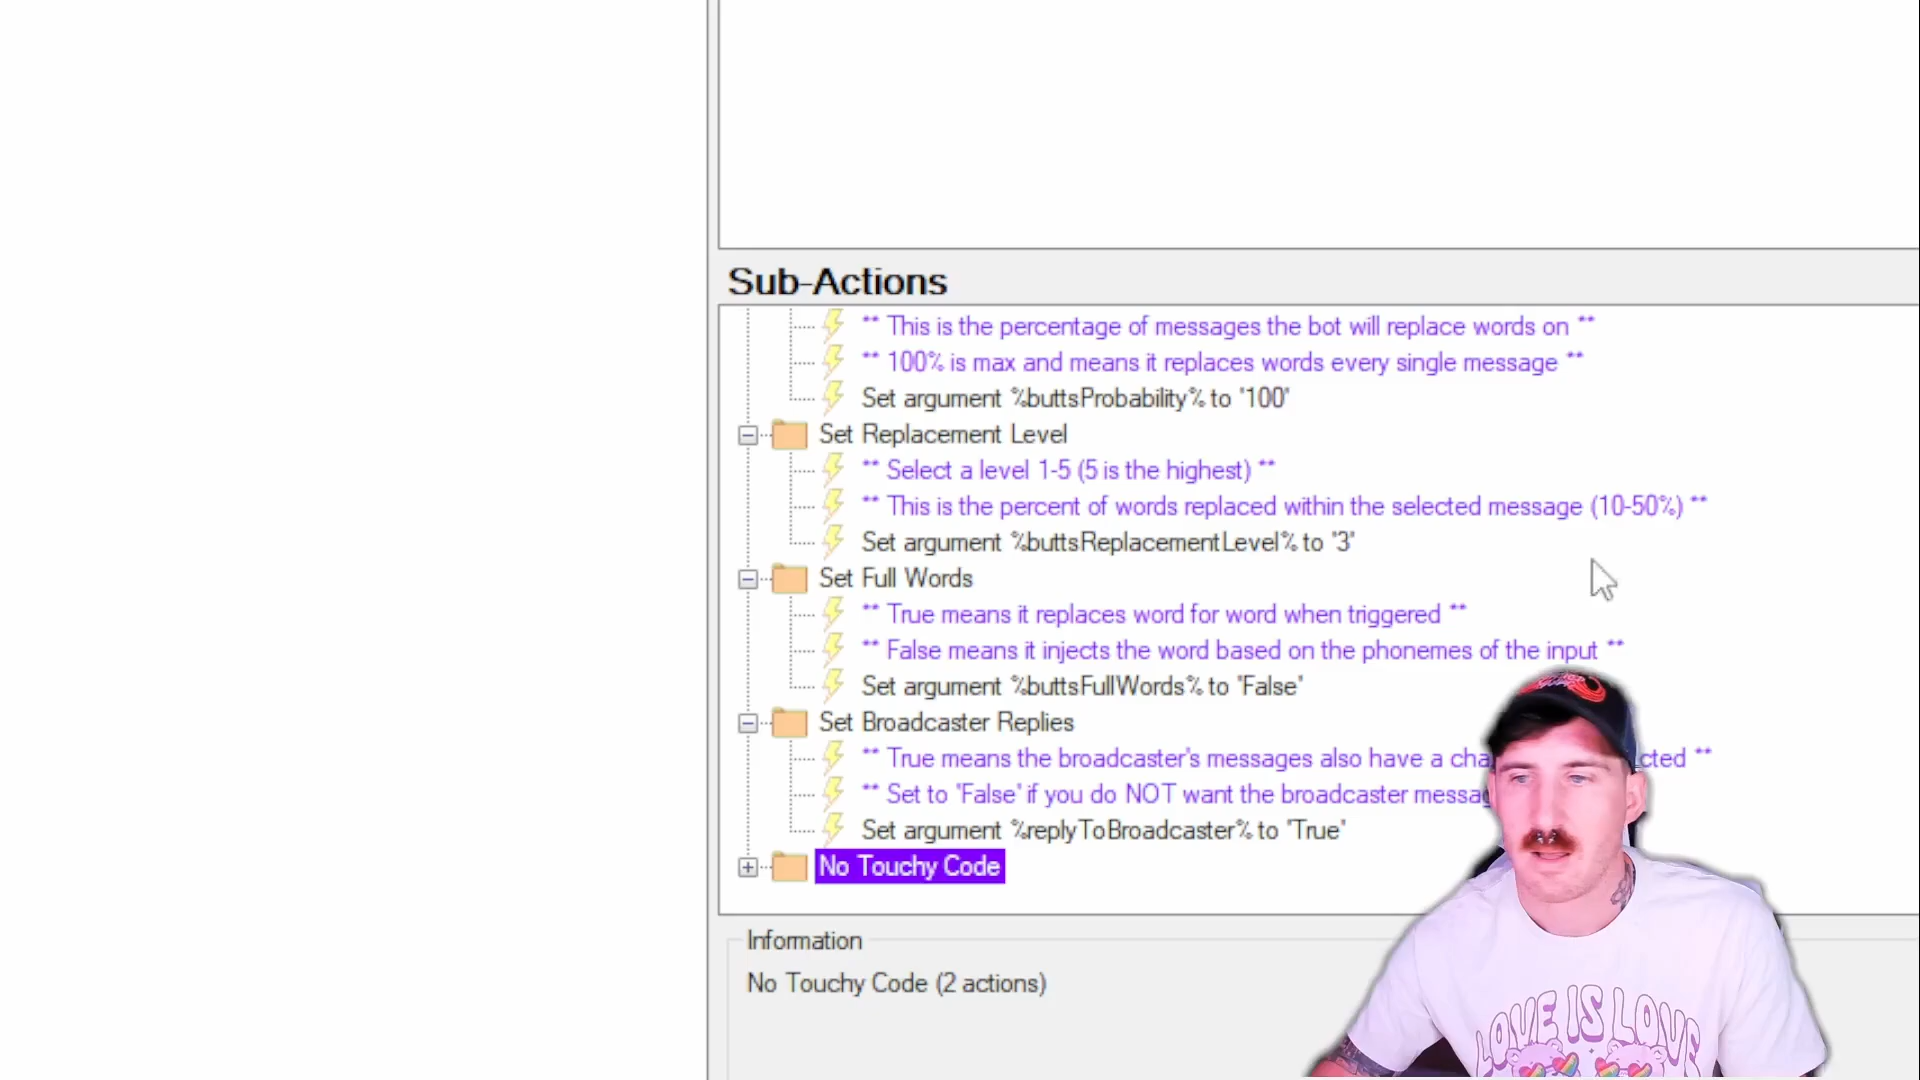 Sub-Actions
** This is the percentage of messages the bot will replace words on **
** 100% is max and means it replaces words every single message **
Set argument %buttsProbability% to '100'
Set Replacement Level
** Select a level 1-5 (5 is the highest) **
** This is the percent of words replaced within the selected message (10-50%) **
Set argument %buttsReplacementLevel% to '3'
Set Full Words
** True means it replaces word for word when triggered **
** False means it injects the word based on the phonemes of the input **
Set argument %buttsFullWords% to 'False'
Set Broadcaster Replies
** True means the broadcaster's messages also have a cha cted **
** Set to 'False' if you do NOT want the broadcaster messag
Set argument %replyToBroadcaster% to 'True'
No Touchy Code
Information
No Touchy Code (2 actions)
LOVE IS LOVE